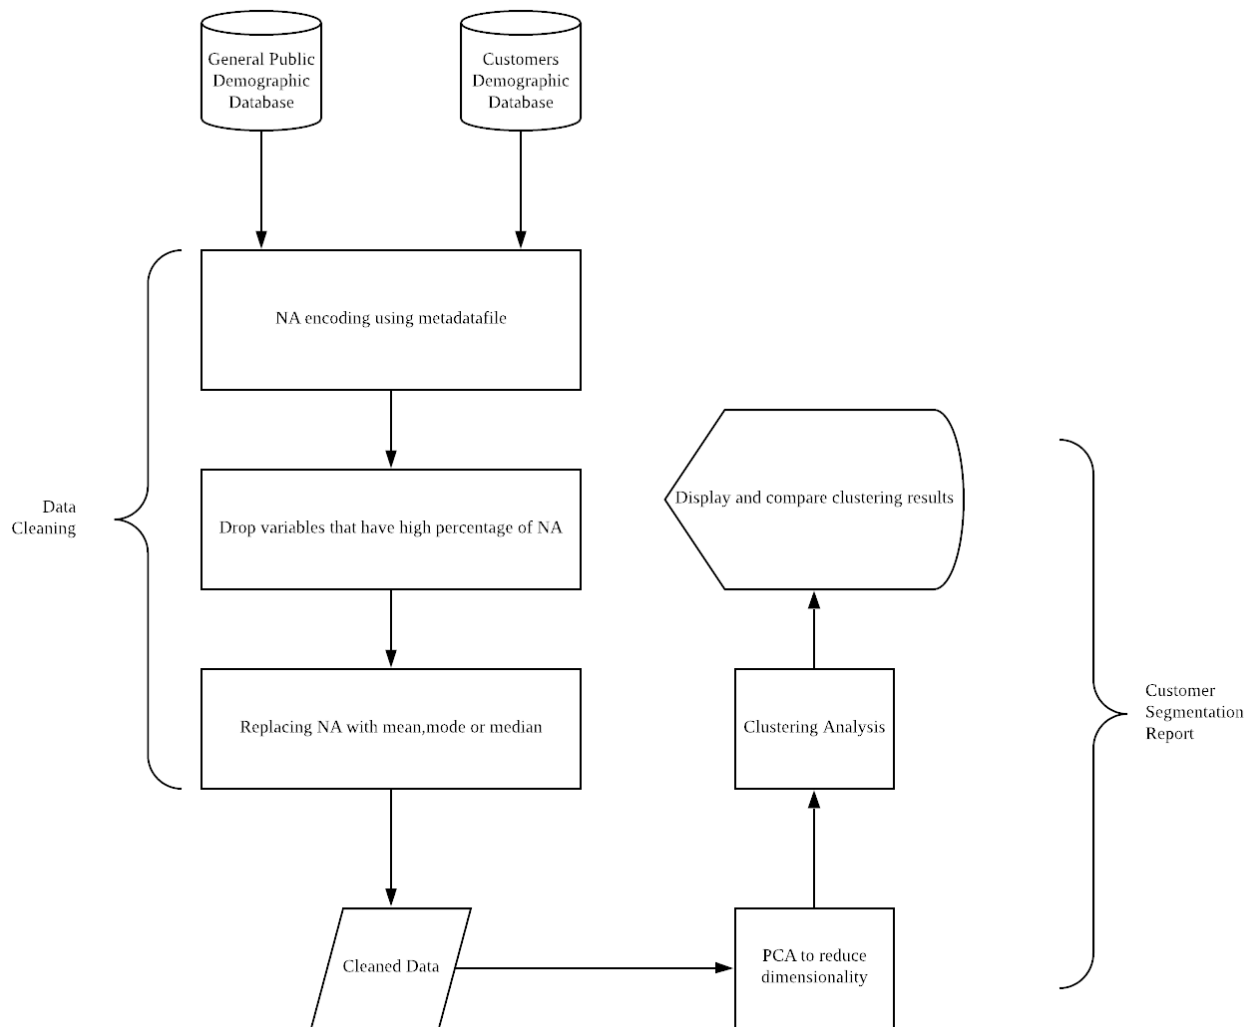 General Public
Demographic
Database
Customers
Demographic
Database
NA encoding using metadatafile
Data
Cleaning
Drop variables that have high percentage of NA
Replacing NA with mean,mode or median
Cleaned Data
Display and compare clustering results
Clustering Analysis
PCA to reduce
dimensionality
Customer
Segmentation
Report